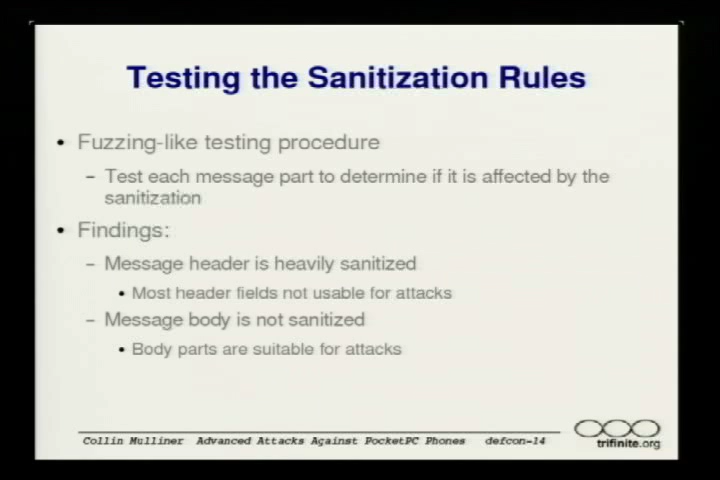 Testing the Sanitization Rules
• Fuzzing-like testing procedure
– Test each message part to determine if it is affected by the
sanitization
• Findings:
– Message header is heavily sanitized
• Most header fields not usable for attacks
– Message body is not sanitized
• Body parts are suitable for attacks
Collin Mulliner Advanced Attacks Against PocketPC Phones defcon-14
trifinite.org